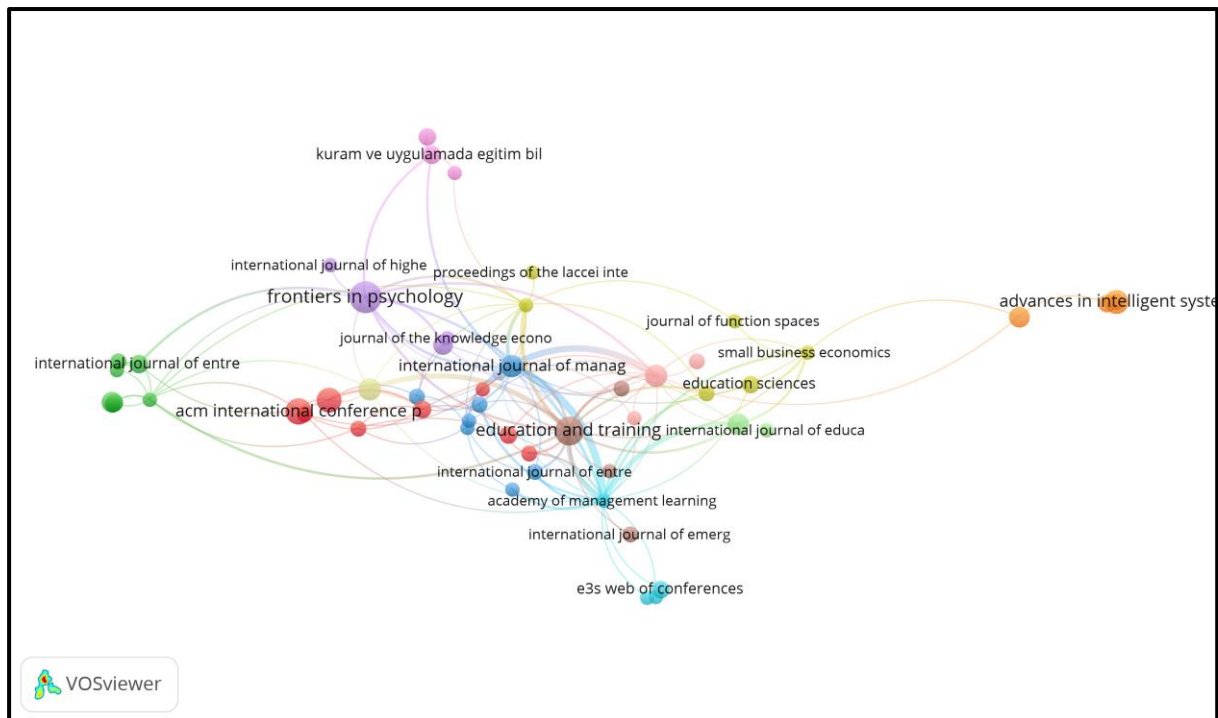 kuram ve uygulamada egitim bil
international journal of highe
proceedings of the laccei inte
frontiers in psychology
advances in intelligent syste
journal of function spaces
journal of the knowledge econo
small business economics
international journal of entre
international journal of manag
education sciences
acm international conference p
education and training
international journal of educa
international journal of entre
academy of management learning
international journal of emerg
e3s web of conferences
VOSviewer